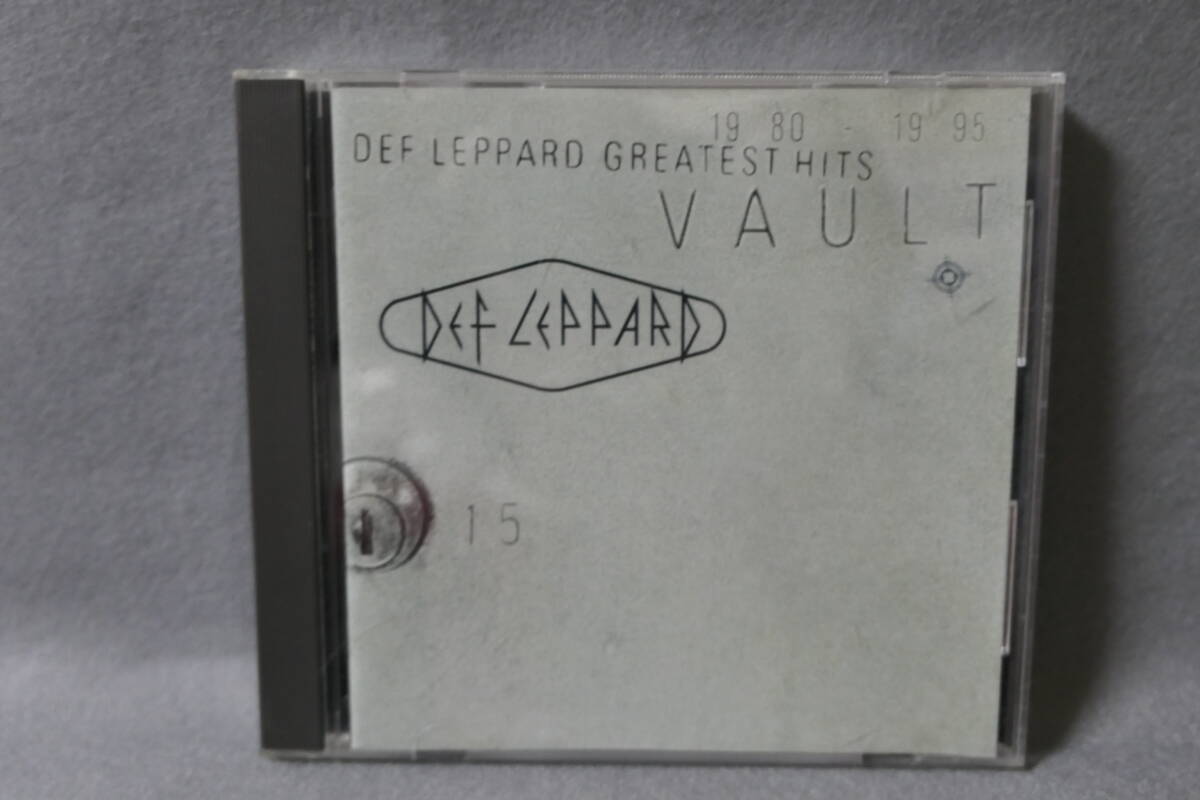 19 80 - 19 95
DEF LEPPARD GREATEST HITS
VAULT
DEF LEPPARD
15